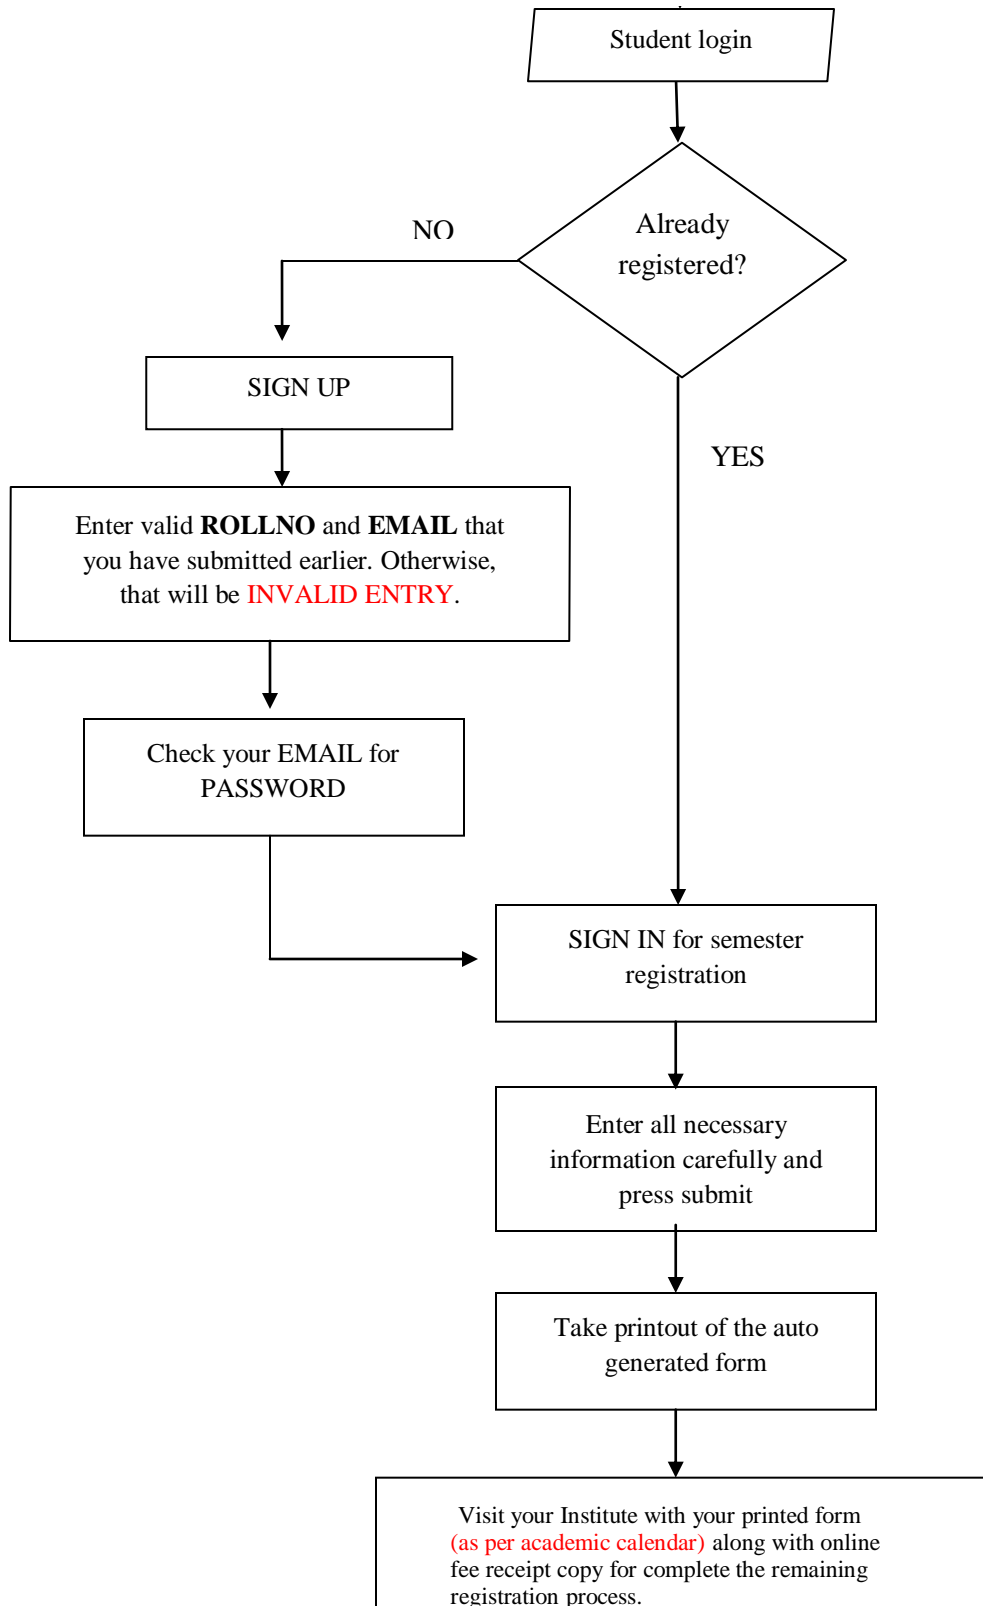 Student login
Already
registered?
NO
SIGN UP
YES
Enter valid ROLLNO and EMAIL that
you have submitted earlier. Otherwise,
that will be INVALID ENTRY.
Check your EMAIL for
PASSWORD
SIGN IN for semester
registration
Enter all necessary
information carefully and
press submit
Take printout of the auto
generated form
Visit your Institute with your printed form
(as per academic calendar) along with online
fee receipt copy for complete the remaining
registration process.